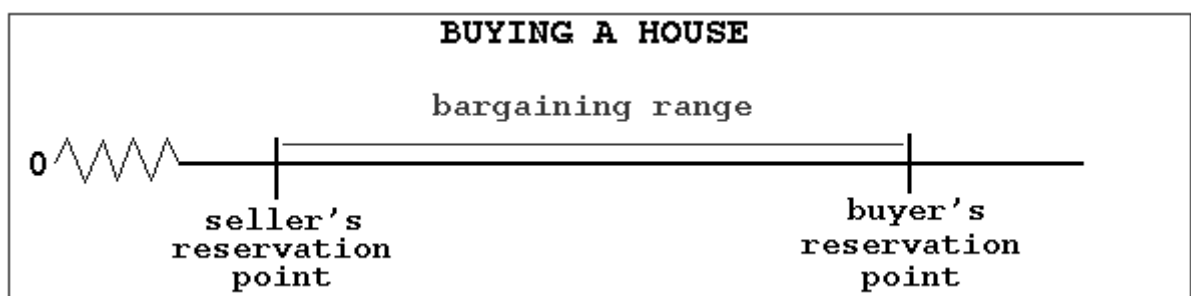 BUYING A HOUSE
bargaining range
0
seller's
reservation
point
buyer's
reservation
point